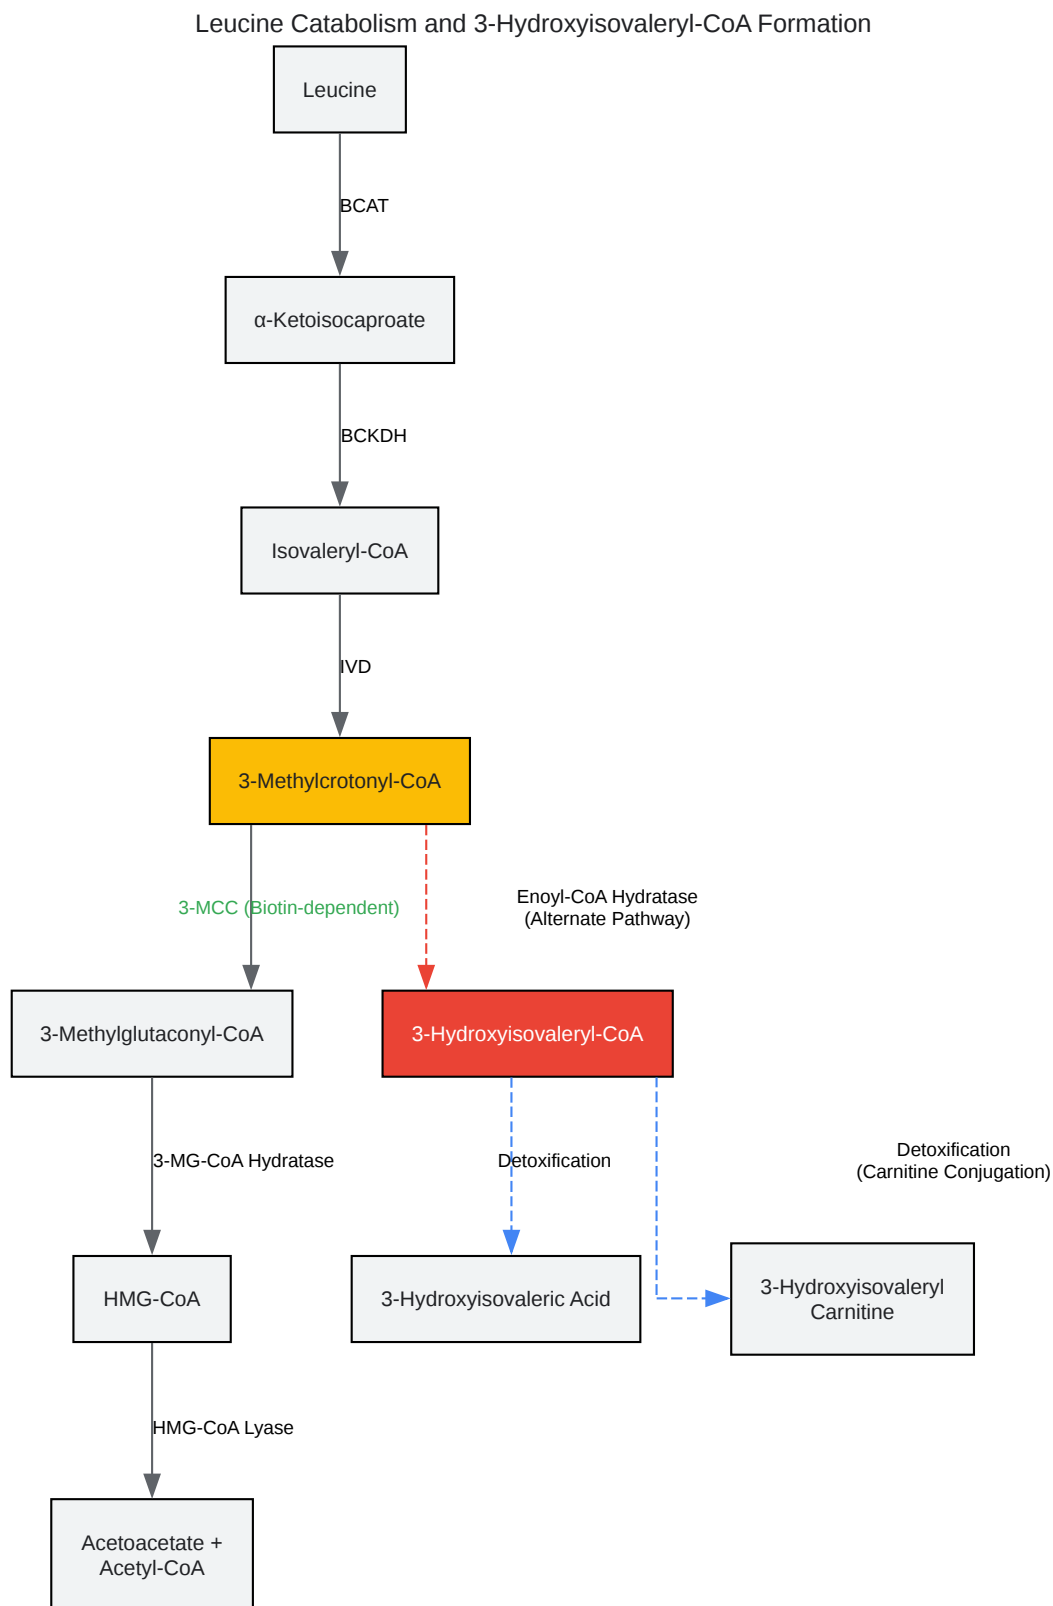 Leucine Catabolism and 3-Hydroxyisovaleryl-CoA Formation
Leucine
BCAT
α-Ketoisocaproate
BCKDH
Isovaleryl-CoA
IVD
3-Methylcrotonyl-CoA
3-MCC (Biotin-dependent)
Enoyl-CoA Hydratase
(Alternate Pathway)
3-Methylglutaconyl-CoA
3-Hydroxyisovaleryl-CoA
3-MG-CoA Hydratase
Detoxification
Detoxification
(Carnitine Conjugation)
HMG-CoA
3-Hydroxyisovaleric Acid
3-Hydroxyisovaleryl
Carnitine
HMG-CoA Lyase
Acetoacetate +
Acetyl-CoA